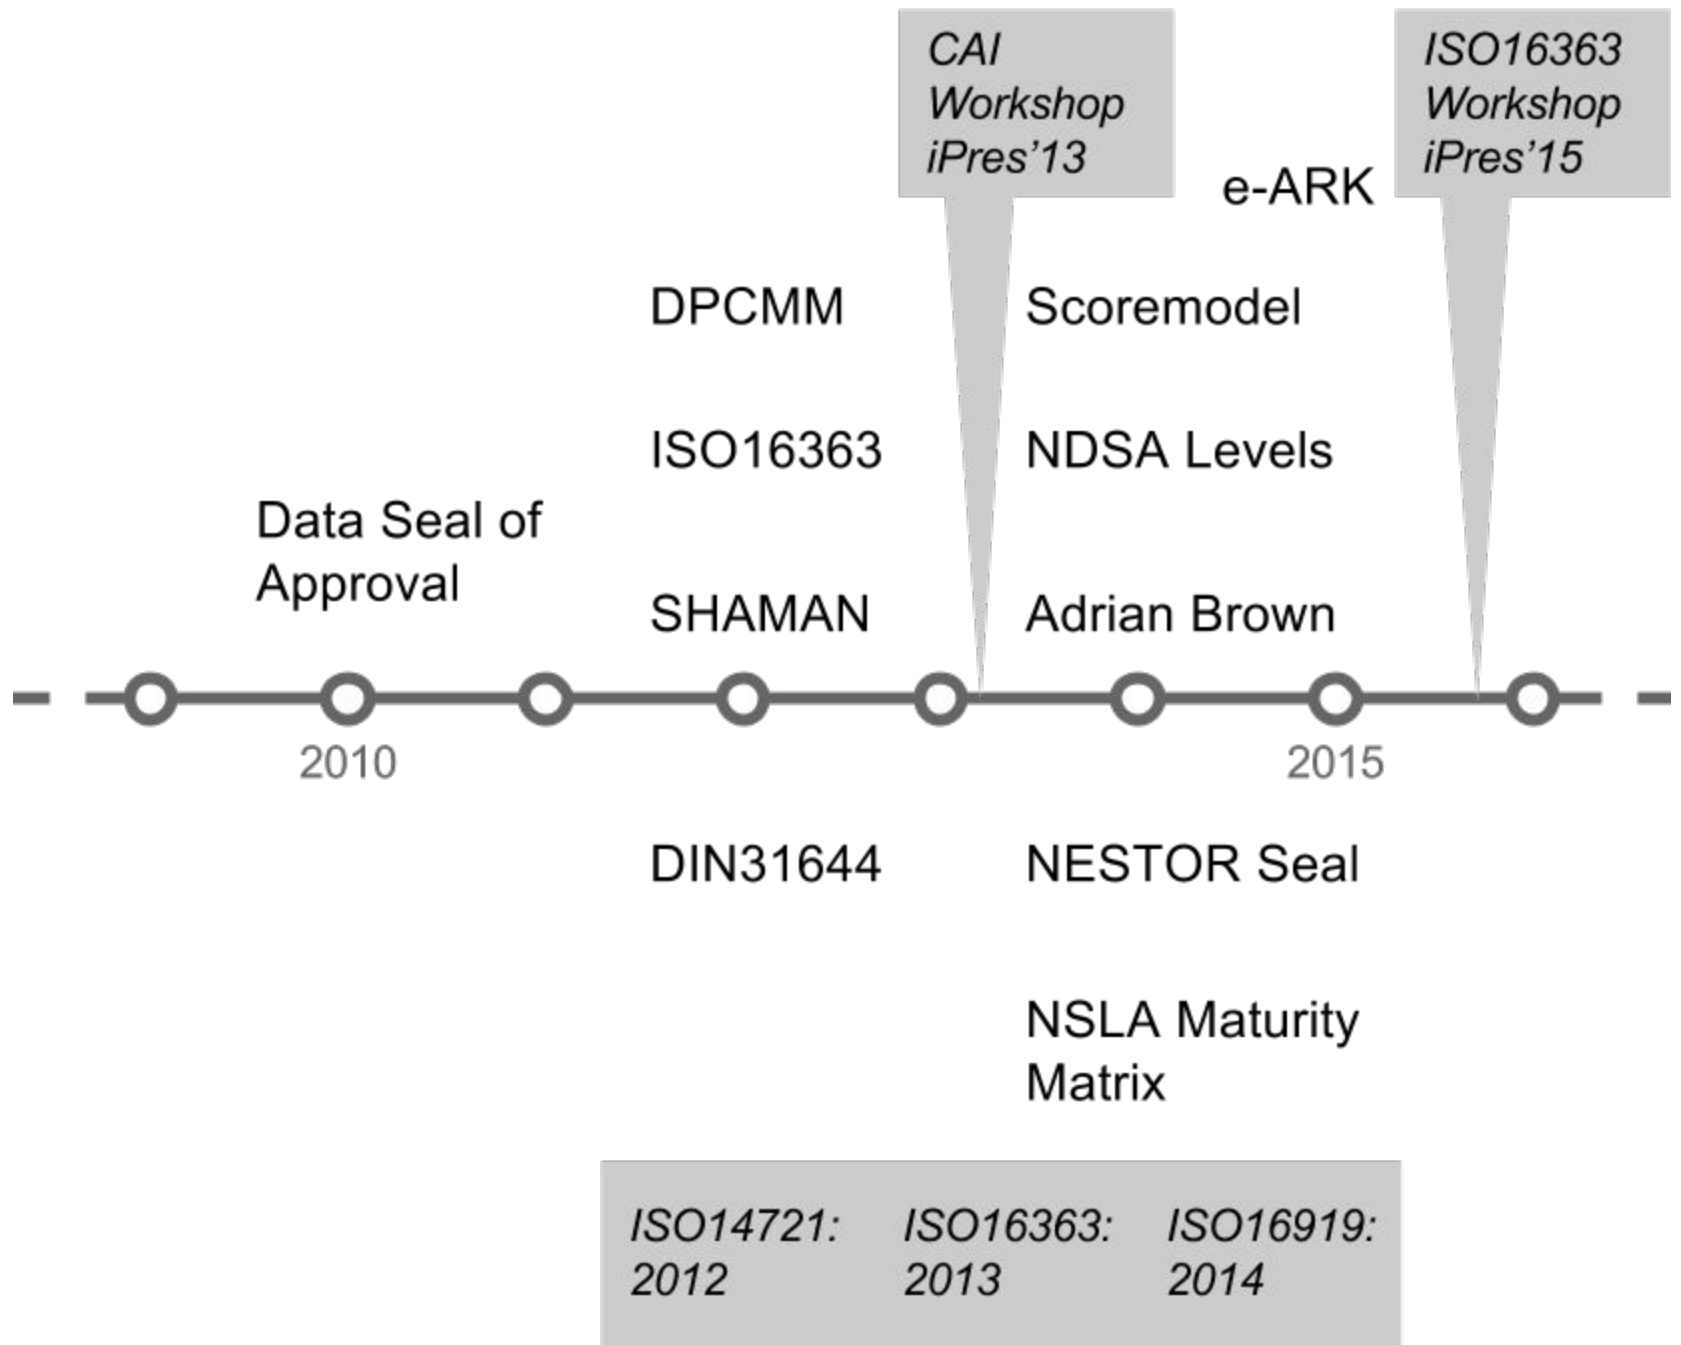 CAI
Workshop
iPres’13
ISO16363
Workshop
iPres’15
e-ARK
DPCMM
Scoremodel
ISO16363
NDSA Levels
Data Seal of
Approval
SHAMAN
Adrian Brown
2010
2015
DIN31644
NESTOR Seal
NSLA Maturity
Matrix
ISO14721:
2012
ISO16363:
2013
ISO16919:
2014